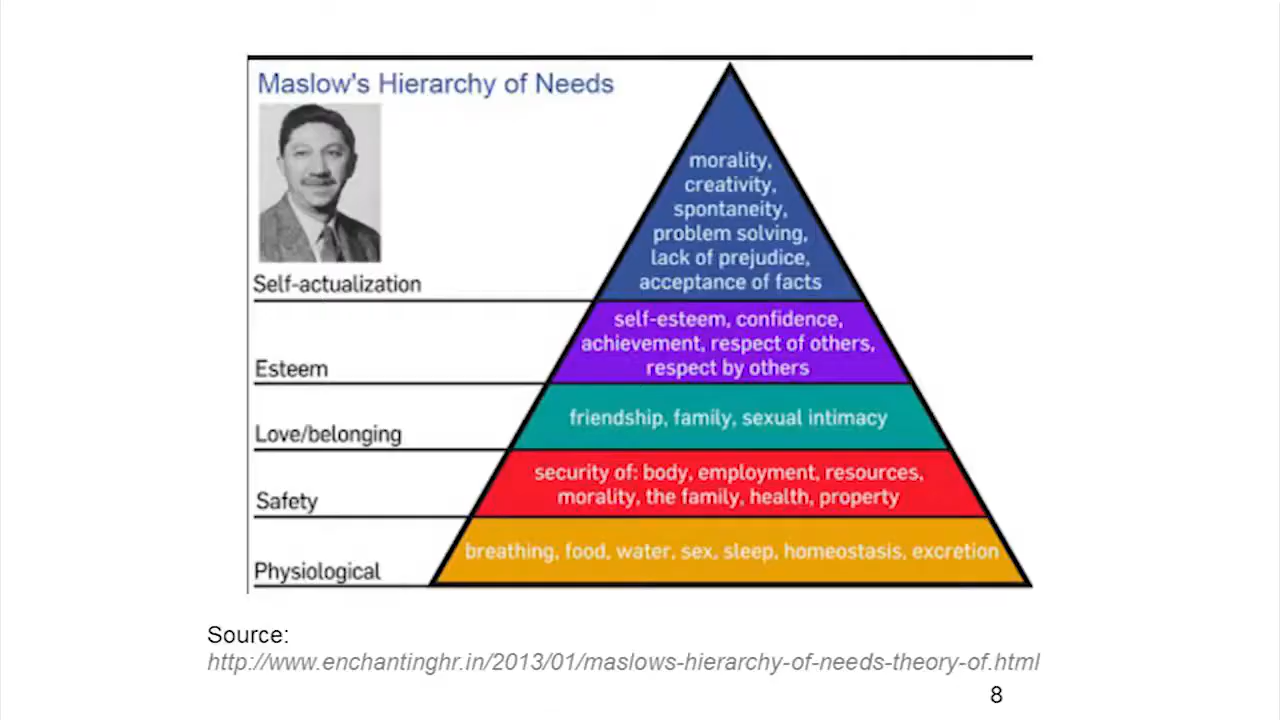 Maslow's Hierarchy of Needs
morality,
creativity,
spontaneity,
problem solving,
lack of prejudice,
acceptance of facts
Self-actualization
self-esteem, confidence,
achievement, respect of others,
respect by others
Esteem
friendship, family, sexual intimacy
Love/belonging
security of: body, employment, resources,
morality, the family, health, property
Safety
breathing, food, water, sex, sleep, homeostasis, excretion
Physiological
Source:
http://www.enchantinghr.in/2013/01/maslows-hierarchy-of-needs-theory-of.html
8